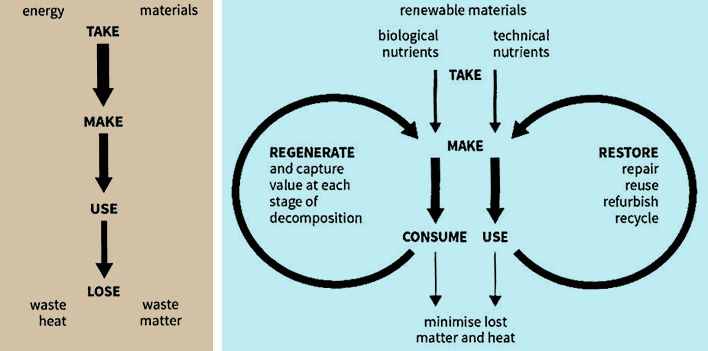 energy
materials
TAKE
MAKE
USE
LOSE
waste
heat
waste
matter
renewable materials
biological
nutrients
technical
nutrients
TAKE
MAKE
REGENERATE
and capture
value at each
stage of
decomposition
RESTORE
repair
reuse
refurbish
recycle
CONSUME
USE
minimise lost
matter and heat